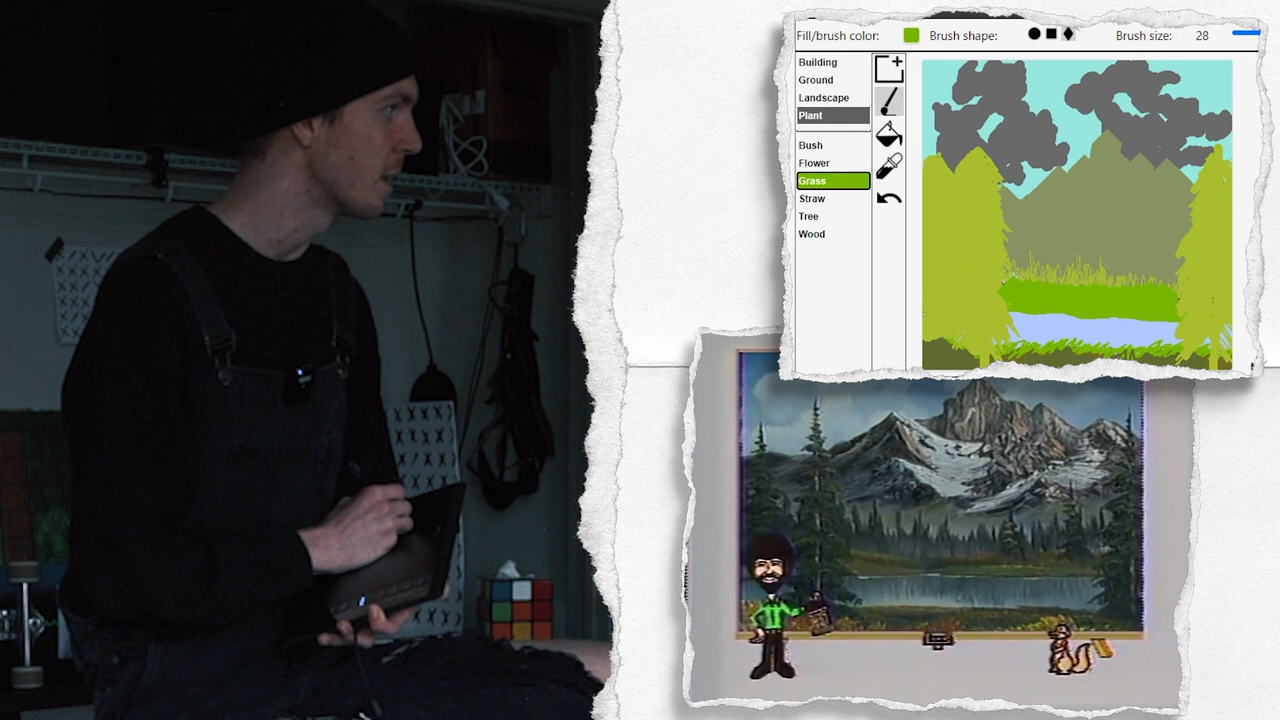 Fill/brush color: Brush shape: Brush size: 28
Building
Ground
Landscape
Plant
Bush
Flower
Grass
Straw
Tree
Wood